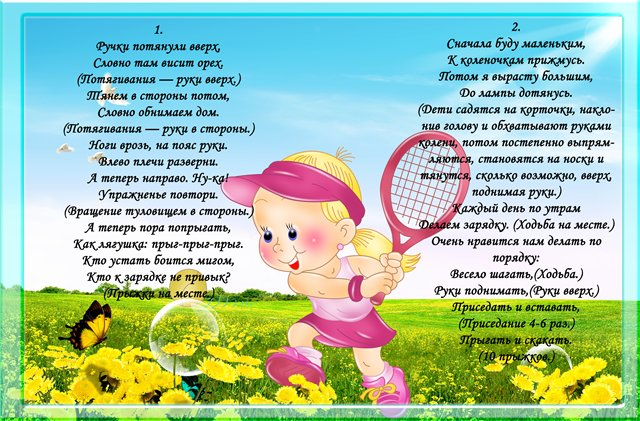 1.
Ручки потянули вверх,
Словно там висит орех.
(Потягивания — руки вверх.)
Тянем в стороны потом,
Словно обнимаем дом.
(Потягивания — руки в стороны.)
Ноги врозь, на пояс руки.
Влево плечи разверни.
А теперь направо. Ну-ка!
Упражненье повтори.
(Вращение туловищем в стороны.)
А теперь пора попрыгать,
Как лягушка: прыг-прыг-прыг.
Кто устать боится мигом,
Кто к зарядке не привык?
(Прыжки на месте.)
2.
Сначала буду маленьким,
К коленочкам прижмусь.
Потом я вырасту большим,
До лампы дотянусь.
(Дети садятся на корточки, накло-
нив голову и обхватывают руками
колени, потом постепенно выпрям-
ляются, становятся на носки и
тянутся, сколько возможно, вверх,
поднимая руки.)
Каждый день по утрам
Делаем зарядку. (Ходьба на месте.)
Очень нравится нам делать по
порядку:
Весело шагать,(Ходьба.)
Руки поднимать,(Руки вверх.)
Приседать и вставать,
(Приседание 4-6 раз.)
Прыгать и скакать.
(10 прыжков.)